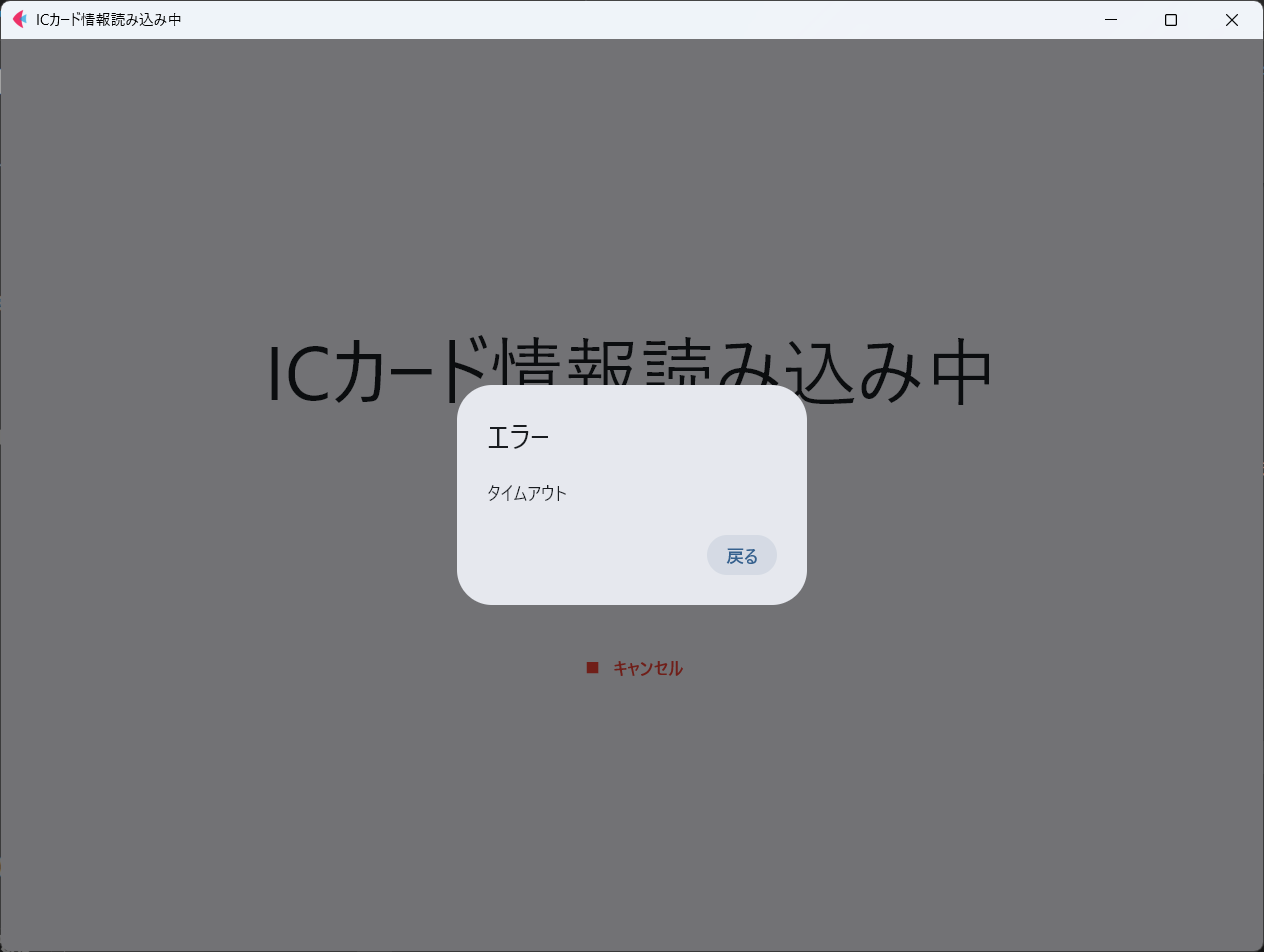 ICカード情報読み込み中
ICカード情報読み込み中
エラー
タイムアウト
戻る
キャンセル